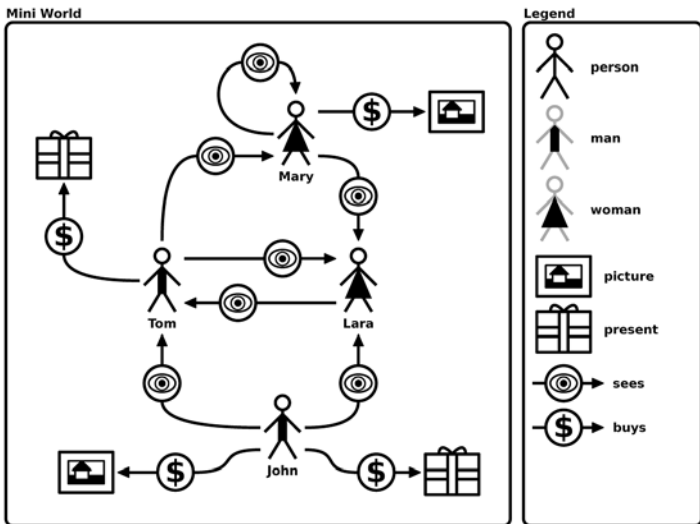 Mini World
Legend
person
man
woman
picture
present
sees
buys
$
Mary
$
Tom
Lara
John
$
$
$